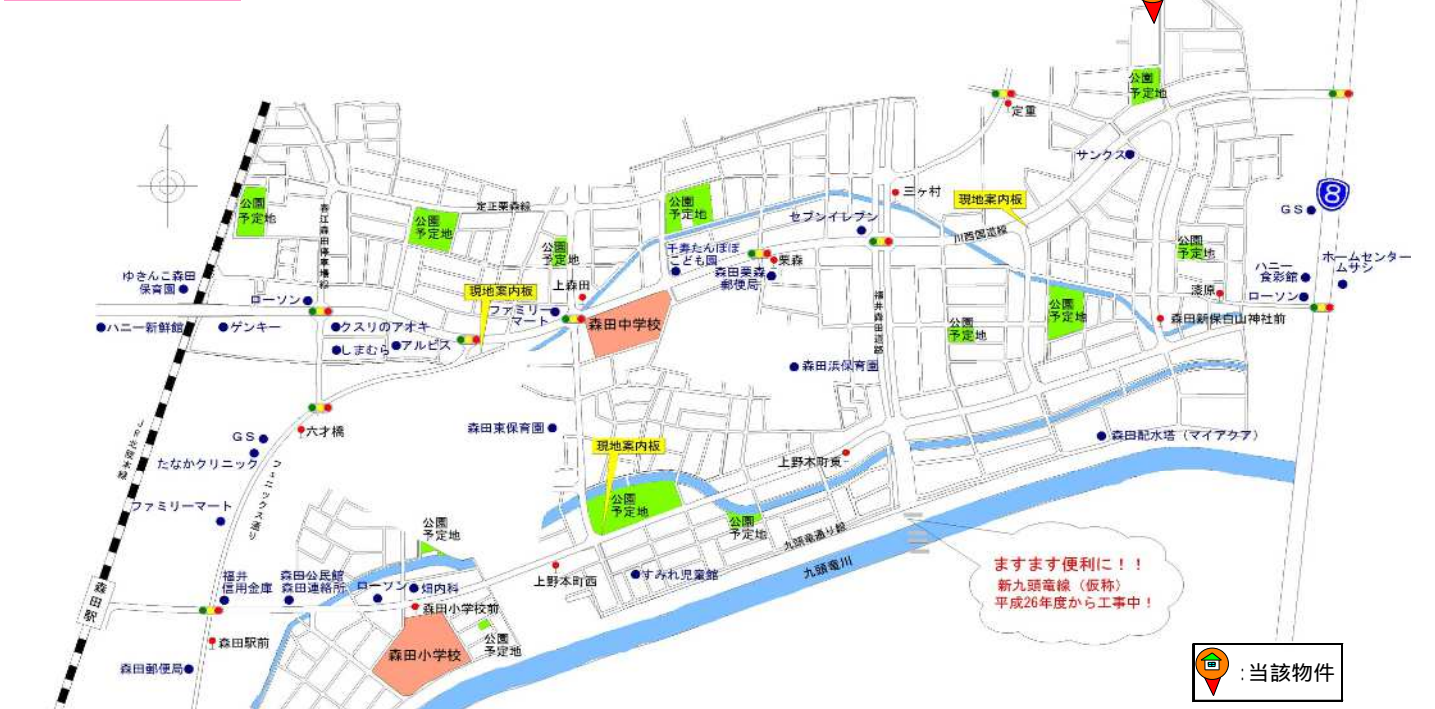 公園
予定地
定重
サンクス
三ヶ村
現地案内板
8
GS
公園
予定地
春江森田停車場線
公園
予定地
定正栗森線
公園
予定地
セブンイレブン
川西国道線
公園
予定地
千寿たんぽぽ
こども園
公園
予定地
栗森
森田栗森
郵便局
ホームセンター
ムサシ
ハニー
食彩館
ローソン
漆原
ゆきんこ森田
保育園
ローソン
現地案内板
上森田
ファミリー
マート
福井森田道路
公園
予定地
ハニー新鮮館
ゲンキー
クスリのアオキ
しまむら
アルビス
森田中学校
公園
予定地
森田新保白山神社前
森田浜保育園
JR北陸本線
六才橋
GS
たなかクリニック
フェニックス通り
ファミリーマート
森田東保育園
現地案内板
上野本町東
森田配水塔(マイアクア)
公園
予定地
公園
予定地
公園
予定地
九頭竜通り線
九頭竜川
上野本町西
すみれ児童館
ますます便利に!!
新九頭竜線(仮称)
平成26年度から工事中!
森田駅
福井
信用金庫
森田公民館
森田連絡所
ローソン
畑内科
森田小学校前
森田駅前
森田小学校
公園
予定地
森田郵便局
:当該物件